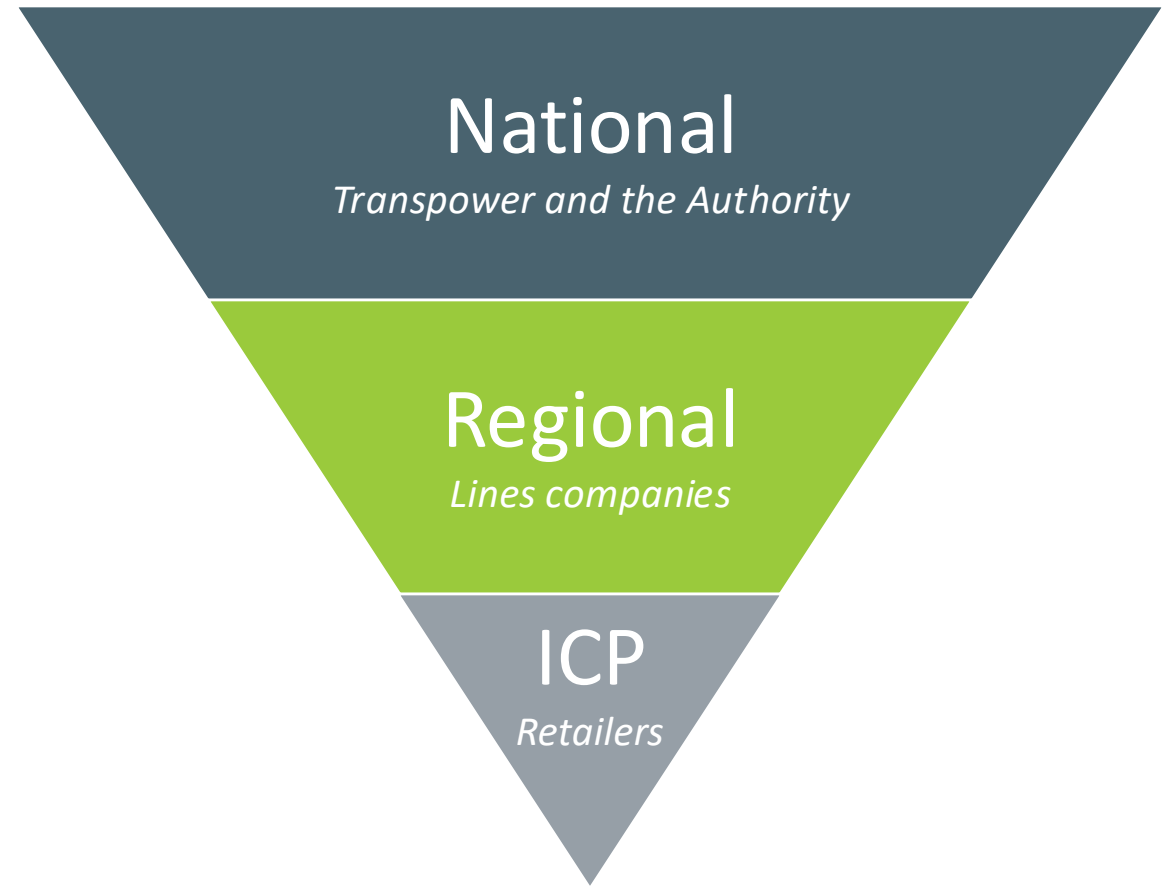 National
Transpower and the Authority
Regional
Lines companies
ICP
Retailers